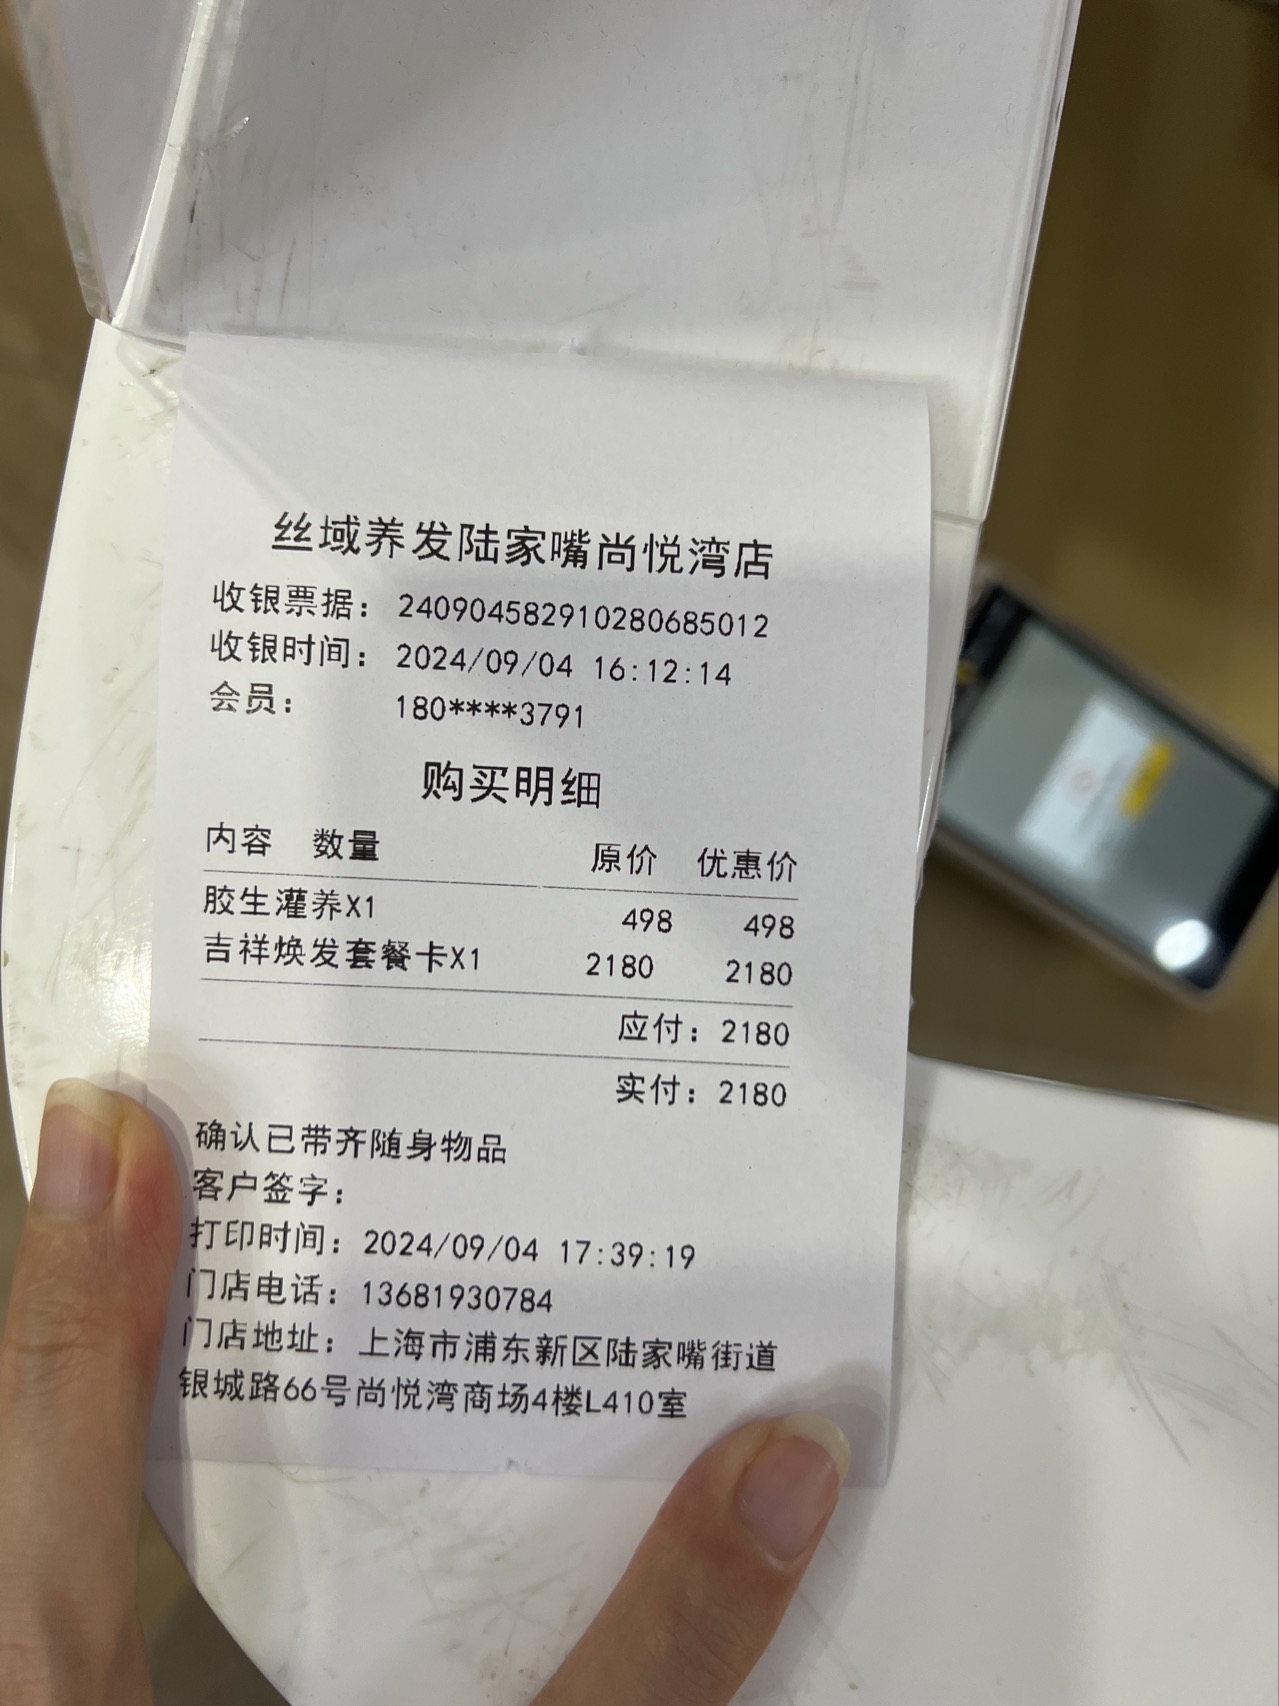 丝域养发陆家嘴尚悦湾店
收银票据：240904582910280685012
收银时间：2024/09/04 16:12:14
会员： 180****3791
购买明细
内容 数量 原价 优惠价
胶生灌养X1 498 498
吉祥焕发套餐卡X1 2180 2180
应付：2180
实付：2180
确认已带齐随身物品
客户签字：
打印时间：2024/09/04 17:39:19
门店电话：13681930784
门店地址：上海市浦东新区陆家嘴街道
银城路66号尚悦湾商场4楼L410室